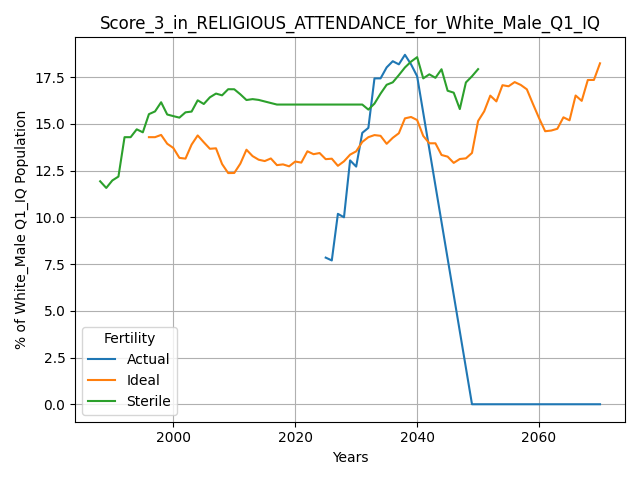 Score_3_in_RELIGIOUS_ATTENDANCE_for_White_Male_Q1_IQ
% of White_Male Q1_IQ Population
17.5
15.0
12.5
10.0
7.5
5.0
2.5
0.0
Fertility
Actual
Ideal
Sterile
2000
2020
2040
2060
Years